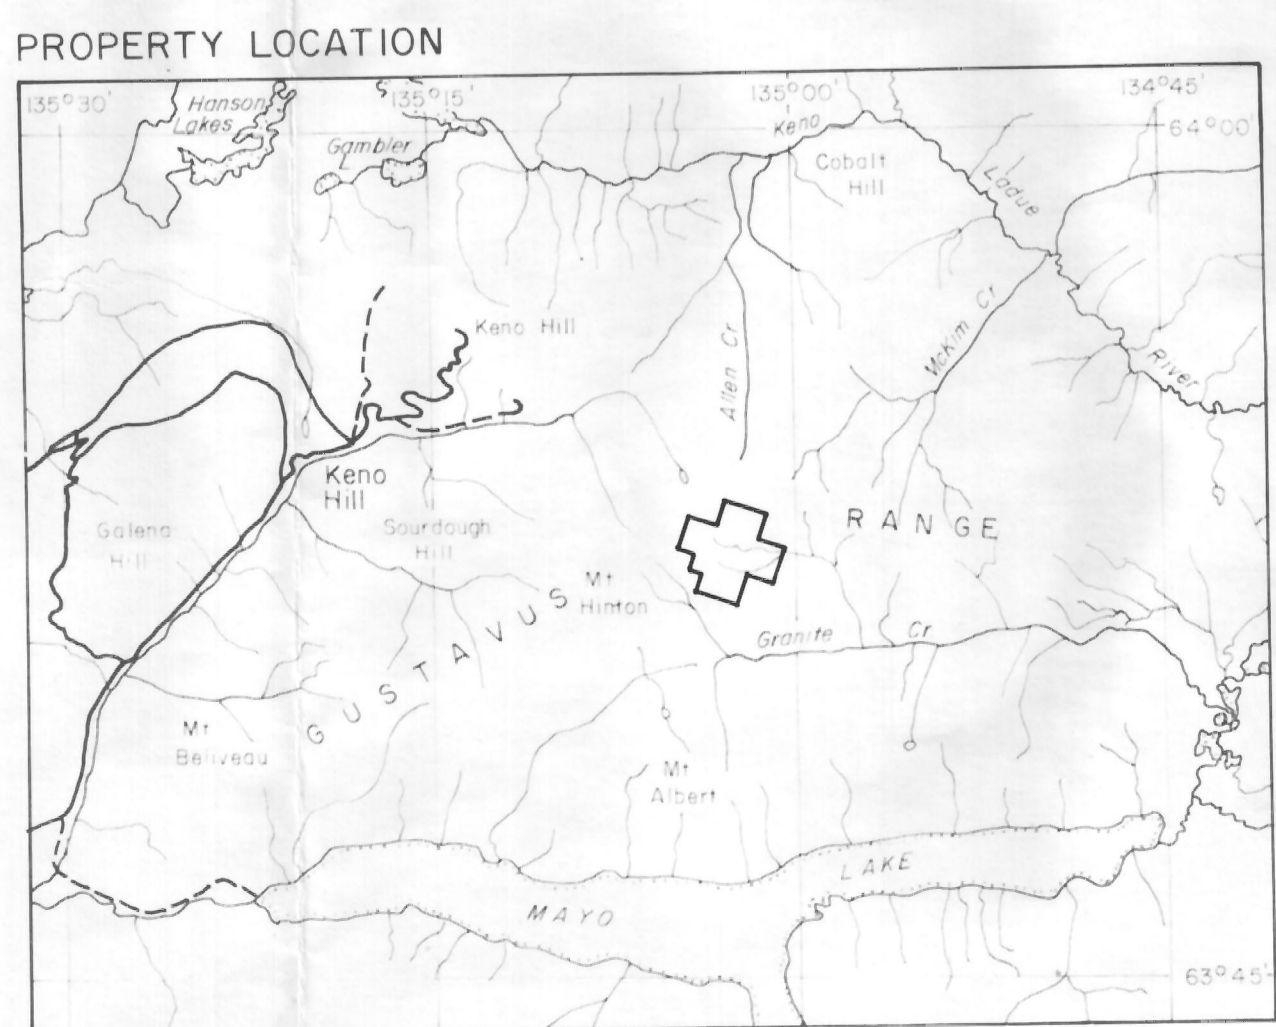 PROPERTY LOCATION
135°30'
Hanson
Lakes
135°15'
135°00'
134°45'
64°00'
Keno
Gambler
L
Cobalt
Hill
Ladue
River
McKim Cr
Allen Cr
Keno Hill
Keno
Hill
Galena
Hill
Sourdough
Hill
RANGE
Mt
Hinton
GUSTAVUS
Granite Cr
Mt
Beliveau
Mt
Albert
MAYO
LAKE
63°45'